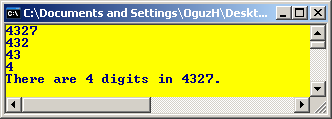 C:\Documents and Settings\OguzH\Deskt...
4327
432
43
4
There are 4 digits in 4327.